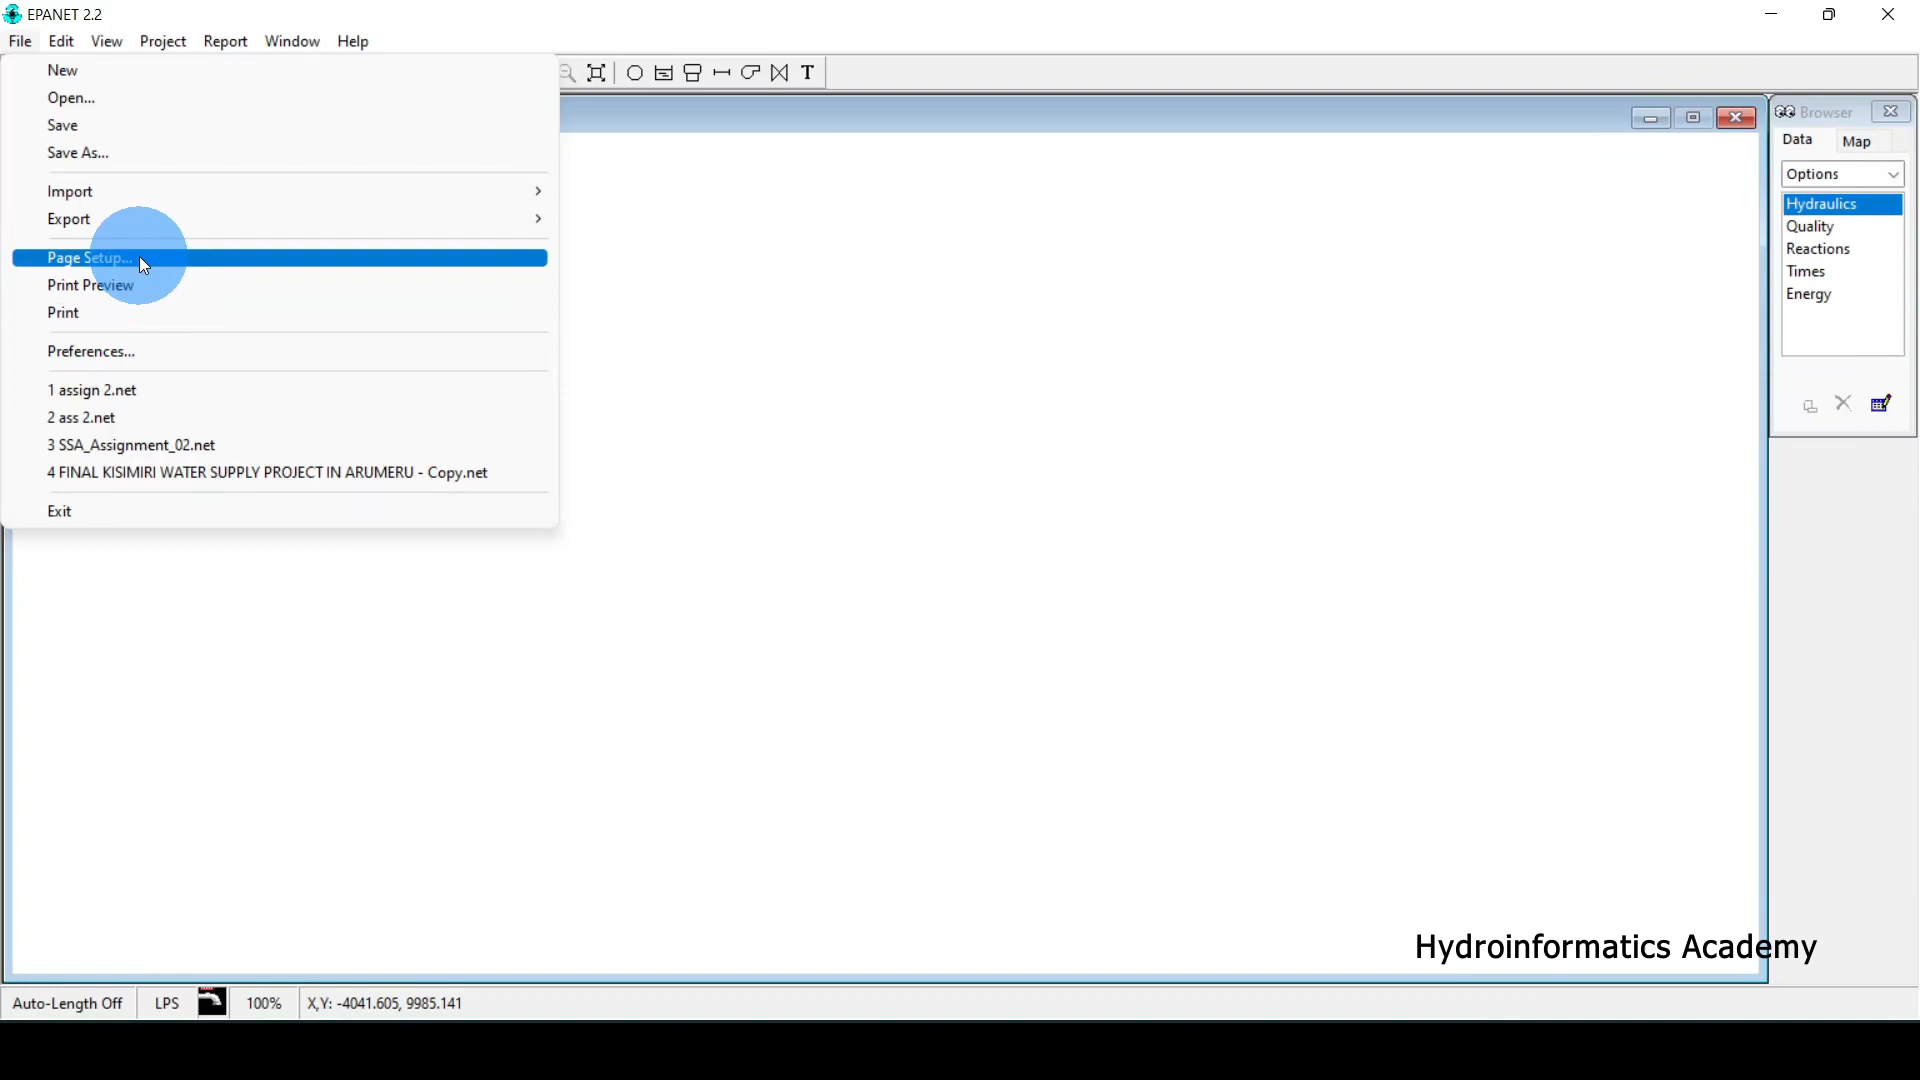 EPANET 2.2
File Edit View Project Report Window Help
New
Open...
Save
Save As...
Import
Export
Page Setup...
Print Preview
Print
Preferences...
1 assign 2.net
2 ass 2.net
3 SSA_Assignment_02.net
4 FINAL KISIMIRI WATER SUPPLY PROJECT IN ARUMERU - Copy.net
Exit
T
Browser
Data Map
Options
Hydraulics
Quality
Reactions
Times
Energy
Hydroinformatics Academy
Auto-Length Off LPS 100% X,Y: -4041.605, 9985.141